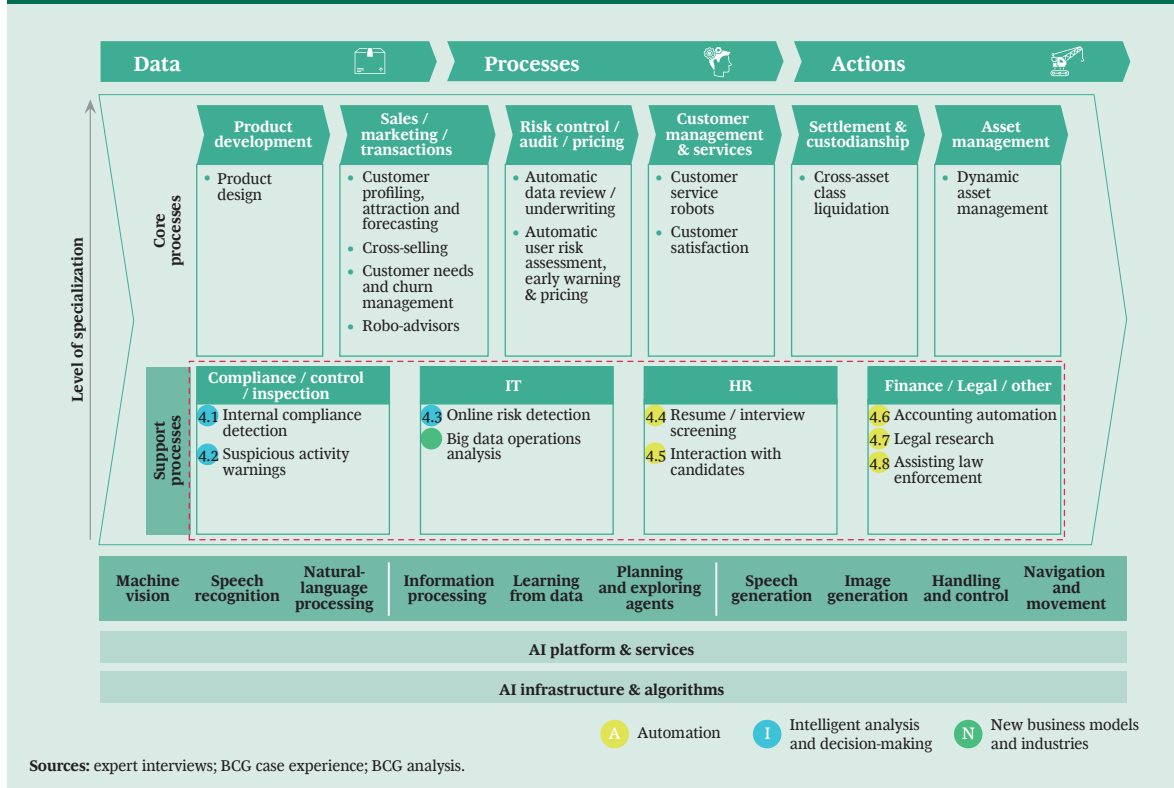 Data
Processes
Actions
Level of specialization
Core
processes
Product
development
• Product
design
Sales /
marketing /
transactions
• Customer
profiling,
attraction and
forecasting
• Cross-selling
• Customer needs
and churn
management
• Robo-advisors
Risk control /
audit / pricing
• Automatic
data review /
underwriting
• Automatic
user risk
assessment,
early warning
& pricing
Customer
management
& services
• Customer
service
robots
• Customer
satisfaction
Settlement &
custodianship
• Cross-asset
class
liquidation
Asset
management
• Dynamic
asset
management
Support
processes
Compliance / control
/ inspection
4.1 Internal compliance
detection
4.2 Suspicious activity
warnings
IT
4.3 Online risk detection
Big data operations
analysis
HR
4.4 Resume / interview
screening
4.5 Interaction with
candidates
Finance / Legal / other
4.6 Accounting automation
4.7 Legal research
4.8 Assisting law
enforcement
Machine
vision
Speech
recognition
Natural-
language
processing
Information
processing
Learning
from data
Planning
and exploring
agents
Speech
generation
Image
generation
Handling
and control
Navigation
and
movement
AI platform & services
AI infrastructure & algorithms
A Automation
I Intelligent analysis
and decision-making
N New business models
and industries
Sources: expert interviews; BCG case experience; BCG analysis.